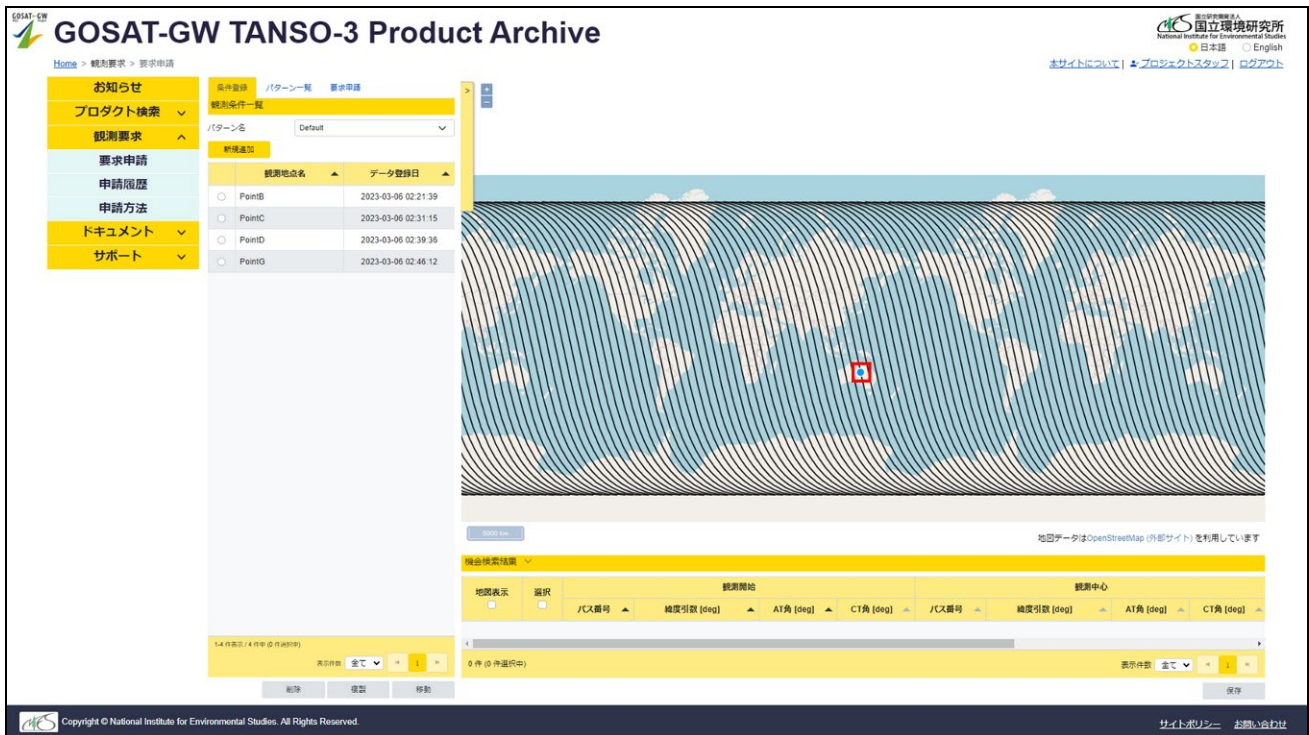 GOSAT-GW
GOSAT-GW TANSO-3 Product Archive
国立研究開発法人
国立環境研究所
National Institute for Environmental Studies
日本語 English
Home > 観測要求 > 要求申請
本サイトについて | プロジェクトスタッフ | ログアウト
お知らせ
プロダクト検索
観測要求
要求申請
申請履歴
申請方法
ドキュメント
サポート
条件登録 パターン一覧 要求申請
観測条件一覧
パターン名 Default
新規追加
観測地点名 ▲ データ登録日 ▲
PointB 2023-03-06 02:21:39
PointC 2023-03-06 02:31:15
PointD 2023-03-06 02:39:36
PointG 2023-03-06 02:46:12
1-4 件表示 / 4 件中 (0 件選択中)
表示件数 全て « 1 »
削除 複製 移動
> + −
5000 km
地図データはOpenStreetMap (外部サイト) を利用しています
機会検索結果
地図表示 選択 観測開始 観測中心
パス番号 ▲ 緯度引数 [deg] ▲ AT角 [deg] ▲ CT角 [deg] ▲ パス番号 ▲ 緯度引数 [deg] ▲ AT角 [deg] ▲ CT角 [deg] ▲
0 件 (0 件選択中)
表示件数 全て « 1 »
保存
Copyright © National Institute for Environmental Studies. All Rights Reserved.
サイトポリシー お問い合わせ